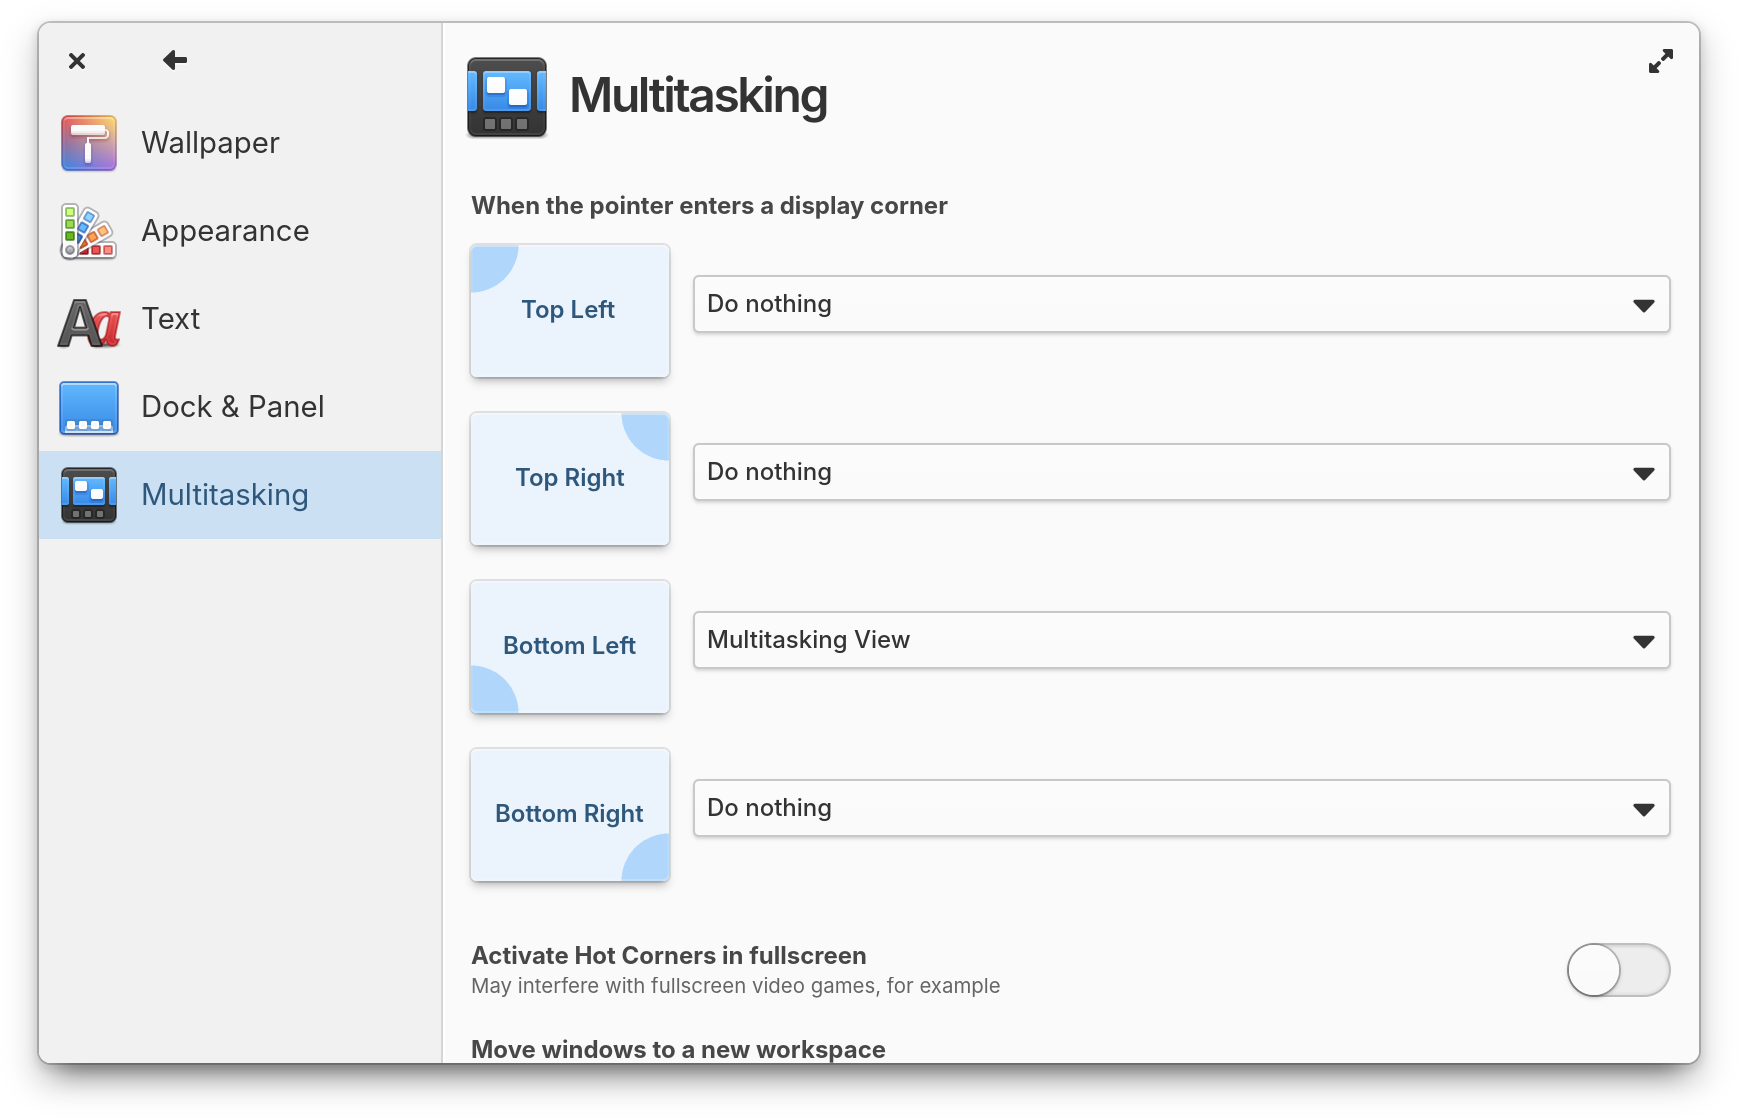 Wallpaper
Appearance
Text
Dock & Panel
Multitasking
Multitasking
When the pointer enters a display corner
Top Left
Do nothing
Top Right
Do nothing
Bottom Left
Multitasking View
Bottom Right
Do nothing
Activate Hot Corners in fullscreen
May interfere with fullscreen video games, for example
Move windows to a new workspace